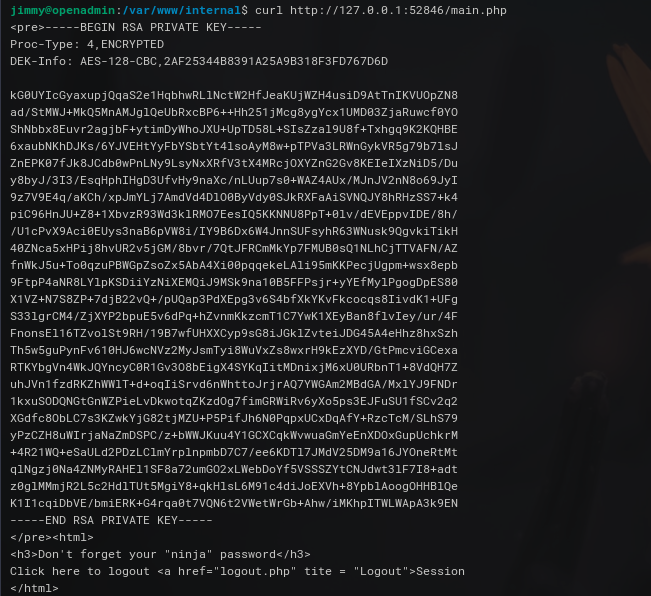 jimmy@openadmin:/var/www/internal$ curl http://127.0.0.1:52846/main.php
<pre>-----BEGIN RSA PRIVATE KEY-----
Proc-Type: 4,ENCRYPTED
DEK-Info: AES-128-CBC,2AF25344B8391A25A9B318F3FD767D6D

kG0UYIcGyaxupjQqaS2e1HqbhwRLlNctW2HfJeaKUjWZH4usiD9AtTnIKVUOpZN8
ad/StMWJ+MkQ5MnAMJglQeUbRxcBP6++Hh251jMcg8ygYcx1UMD03ZjaRuwcf0YO
ShNbbx8Euvr2agjbF+ytimDyWhoJXU+UpTD58L+SIsZzal9U8f+Txhgq9K2KQHBE
6xaubNKhDJKs/6YJVEHtYyFbYSbtYt4lsoAyM8w+pTPVa3LRWnGykVR5g79b7lsJ
ZnEPK07fJk8JCdb0wPnLNy9LsyNxXRfV3tX4MRcjOXYZnG2Gv8KEIeIXzNiD5/Du
y8byJ/3I3/EsqHphIHgD3UfvHy9naXc/nLUup7s0+WAZ4AUx/MJnJV2nN8o69JyI
9z7V9E4q/aKCh/xpJmYLj7AmdVd4DlO0ByVdy0SJkRXFaAiSVNQJY8hRHzSS7+k4
piC96HnJU+Z8+1XbvzR93Wd3klRMO7EesIQ5KKNNU8PpT+0lv/dEVEppvIDE/8h/
/U1cPvX9Aci0EUys3naB6pVW8i/IY9B6Dx6W4JnnSUFsyhR63WNusk9QgvkiTikH
40ZNca5xHPij8hvUR2v5jGM/8bvr/7QtJFRCmMkYp7FMUB0sQ1NLhCjTTVAFN/AZ
fnWkJ5u+To0qzuPBWGpZsoZx5AbA4Xi00pqqekeLAli95mKKPecjUgpm+wsx8epb
9FtpP4aNR8LYlpKSDiiYzNiXEMQiJ9MSk9na10B5FFPsjr+yYEfMylPgogDpES80
X1VZ+N7S8ZP+7djB22vQ+/pUQap3PdXEpg3v6S4bfXkYKvFkcocqs8IivdK1+UFg
S33lgrCM4/ZjXYP2bpuE5v6dPq+hZvnmKkzcmT1C7YwK1XEyBan8flvIey/ur/4F
FnonsEl16TZvolSt9RH/19B7wfUHXXCyp9sG8iJGklZvteiJDG45A4eHhz8hxSzh
Th5w5guPynFv610HJ6wcNVz2MyJsmTyi8WuVxZs8wxrH9kEzXYD/GtPmcviGCexa
RTKYbgVn4WkJQYncyC0R1Gv3O8bEigX4SYKqIitMDnixjM6xU0URbnT1+8VdQH7Z
uhJVn1fzdRKZhWWlT+d+oqIiSrvd6nWhttoJrjrAQ7YWGAm2MBdGA/MxlYJ9FNDr
1kxuSODQNGtGnWZPieLvDkwotqZKzdOg7fimGRWiRv6yXo5ps3EJFuSU1fSCv2q2
XGdfc8ObLC7s3KZwkYjG82tjMZU+P5PifJh6N0PqpxUCxDqAfY+RzcTcM/SLhS79
yPzCZH8uWIrjaNaZmDSPC/z+bWWJKuu4Y1GCXCqkWvwuaGmYeEnXDOxGupUchkrM
+4R21WQ+eSaULd2PDzLClmYrplnpmbD7C7/ee6KDTl7JMdV25DM9a16JYOneRtMt
qlNgzj0Na4ZNMyRAHEl1SF8a72umGO2xLWebDoYf5VSSSZYtCNJdwt3lF7I8+adt
z0glMMmjR2L5c2HdlTUt5MgiY8+qkHlsL6M91c4diJoEXVh+8YpblAoogOHHBlQe
K1I1cqiDbVE/bmiERK+G4rqa0t7VQN6t2VWetWrGb+Ahw/iMKhpITWLWApA3k9EN
-----END RSA PRIVATE KEY-----
</pre><html>
<h3>Don't forget your "ninja" password</h3>
Click here to logout <a href="logout.php" tite = "Logout">Session
</html>